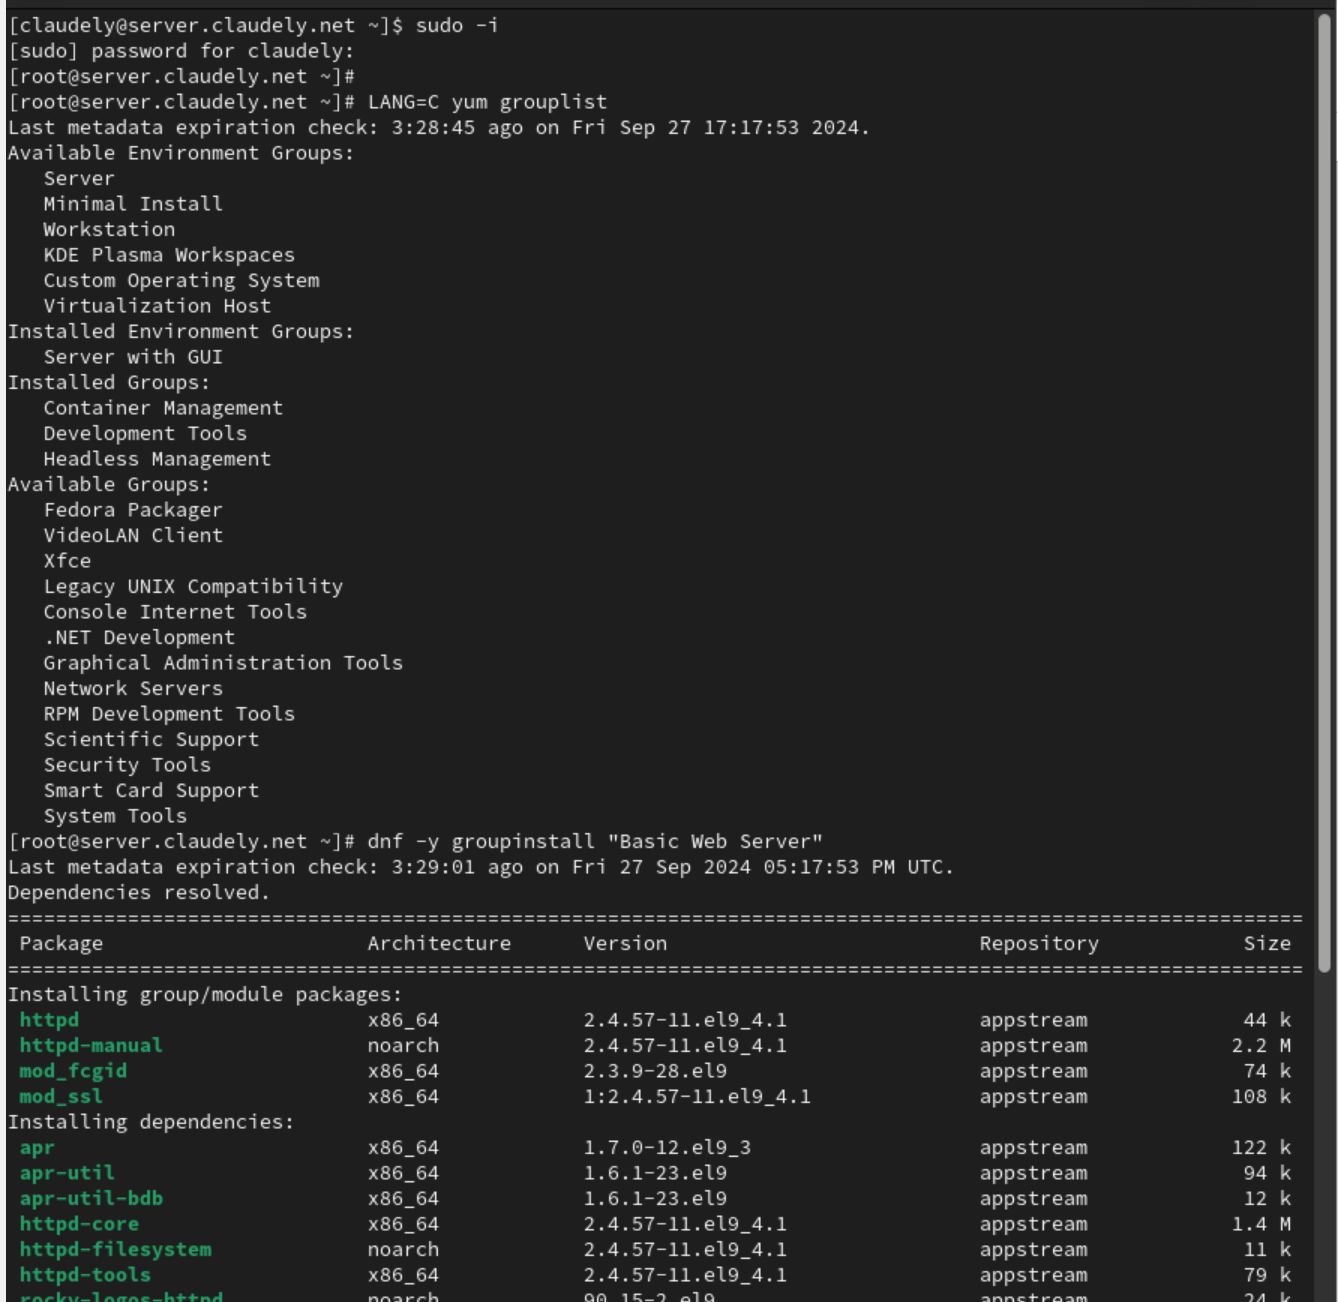 [claudely@server.claudely.net ~]$ sudo -i
[sudo] password for claudely:
[root@server.claudely.net ~]#
[root@server.claudely.net ~]# LANG=C yum grouplist
Last metadata expiration check: 3:28:45 ago on Fri Sep 27 17:17:53 2024.
Available Environment Groups:
   Server
   Minimal Install
   Workstation
   KDE Plasma Workspaces
   Custom Operating System
   Virtualization Host
Installed Environment Groups:
   Server with GUI
Installed Groups:
   Container Management
   Development Tools
   Headless Management
Available Groups:
   Fedora Packager
   VideoLAN Client
   Xfce
   Legacy UNIX Compatibility
   Console Internet Tools
   .NET Development
   Graphical Administration Tools
   Network Servers
   RPM Development Tools
   Scientific Support
   Security Tools
   Smart Card Support
   System Tools
[root@server.claudely.net ~]# dnf -y groupinstall "Basic Web Server"
Last metadata expiration check: 3:29:01 ago on Fri 27 Sep 2024 05:17:53 PM UTC.
Dependencies resolved.
============================================================================================================
 Package                      Architecture      Version                          Repository            Size
============================================================================================================
Installing group/module packages:
 httpd                        x86_64            2.4.57-11.el9_4.1                appstream             44 k
 httpd-manual                 noarch            2.4.57-11.el9_4.1                appstream            2.2 M
 mod_fcgid                    x86_64            2.3.9-28.el9                     appstream             74 k
 mod_ssl                      x86_64            1:2.4.57-11.el9_4.1              appstream            108 k
Installing dependencies:
 apr                          x86_64            1.7.0-12.el9_3                   appstream            122 k
 apr-util                     x86_64            1.6.1-23.el9                     appstream             94 k
 apr-util-bdb                 x86_64            1.6.1-23.el9                     appstream             12 k
 httpd-core                   x86_64            2.4.57-11.el9_4.1                appstream            1.4 M
 httpd-filesystem             noarch            2.4.57-11.el9_4.1                appstream             11 k
 httpd-tools                  x86_64            2.4.57-11.el9_4.1                appstream             79 k
 rocky-logos-httpd            noarch            90.15-2.el9                      appstream             24 k